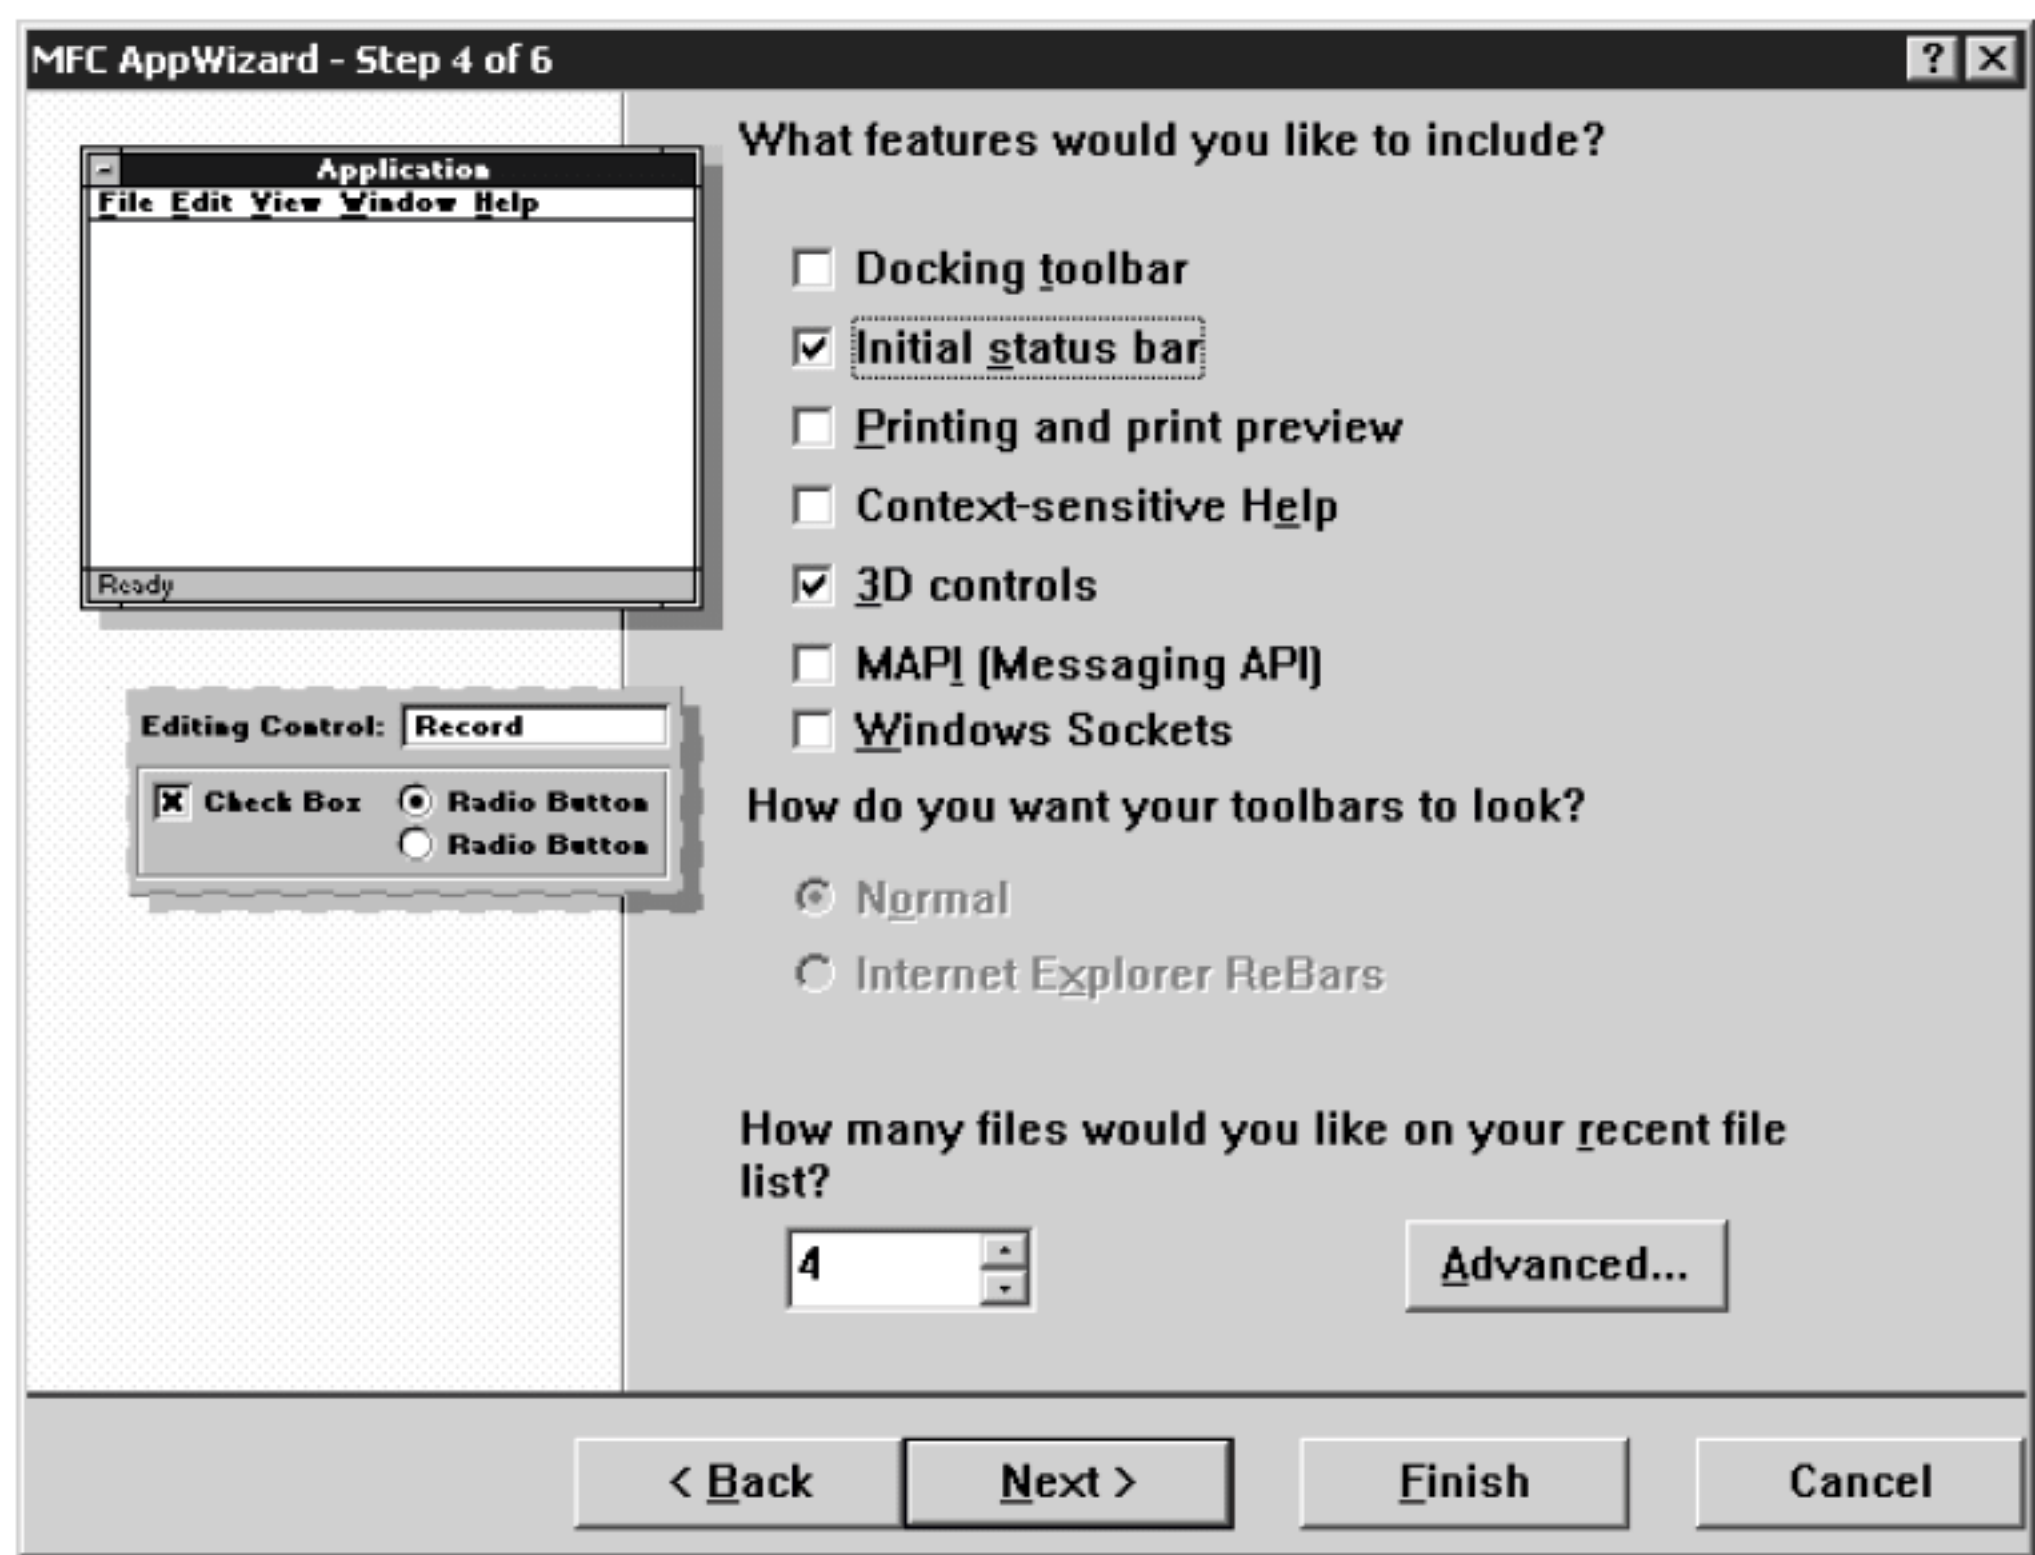 MFC AppWizard - Step 4 of 6
Application
File Edit View Window Help
Ready
Editing Control: Record
Check Box Radio Button
Radio Button
What features would you like to include?
Docking toolbar
Initial status bar
Printing and print preview
Context-sensitive Help
3D controls
MAPI (Messaging API)
Windows Sockets
How do you want your toolbars to look?
Normal
Internet Explorer ReBars
How many files would you like on your recent file
list?
4
Advanced...
< Back
Next >
Finish
Cancel